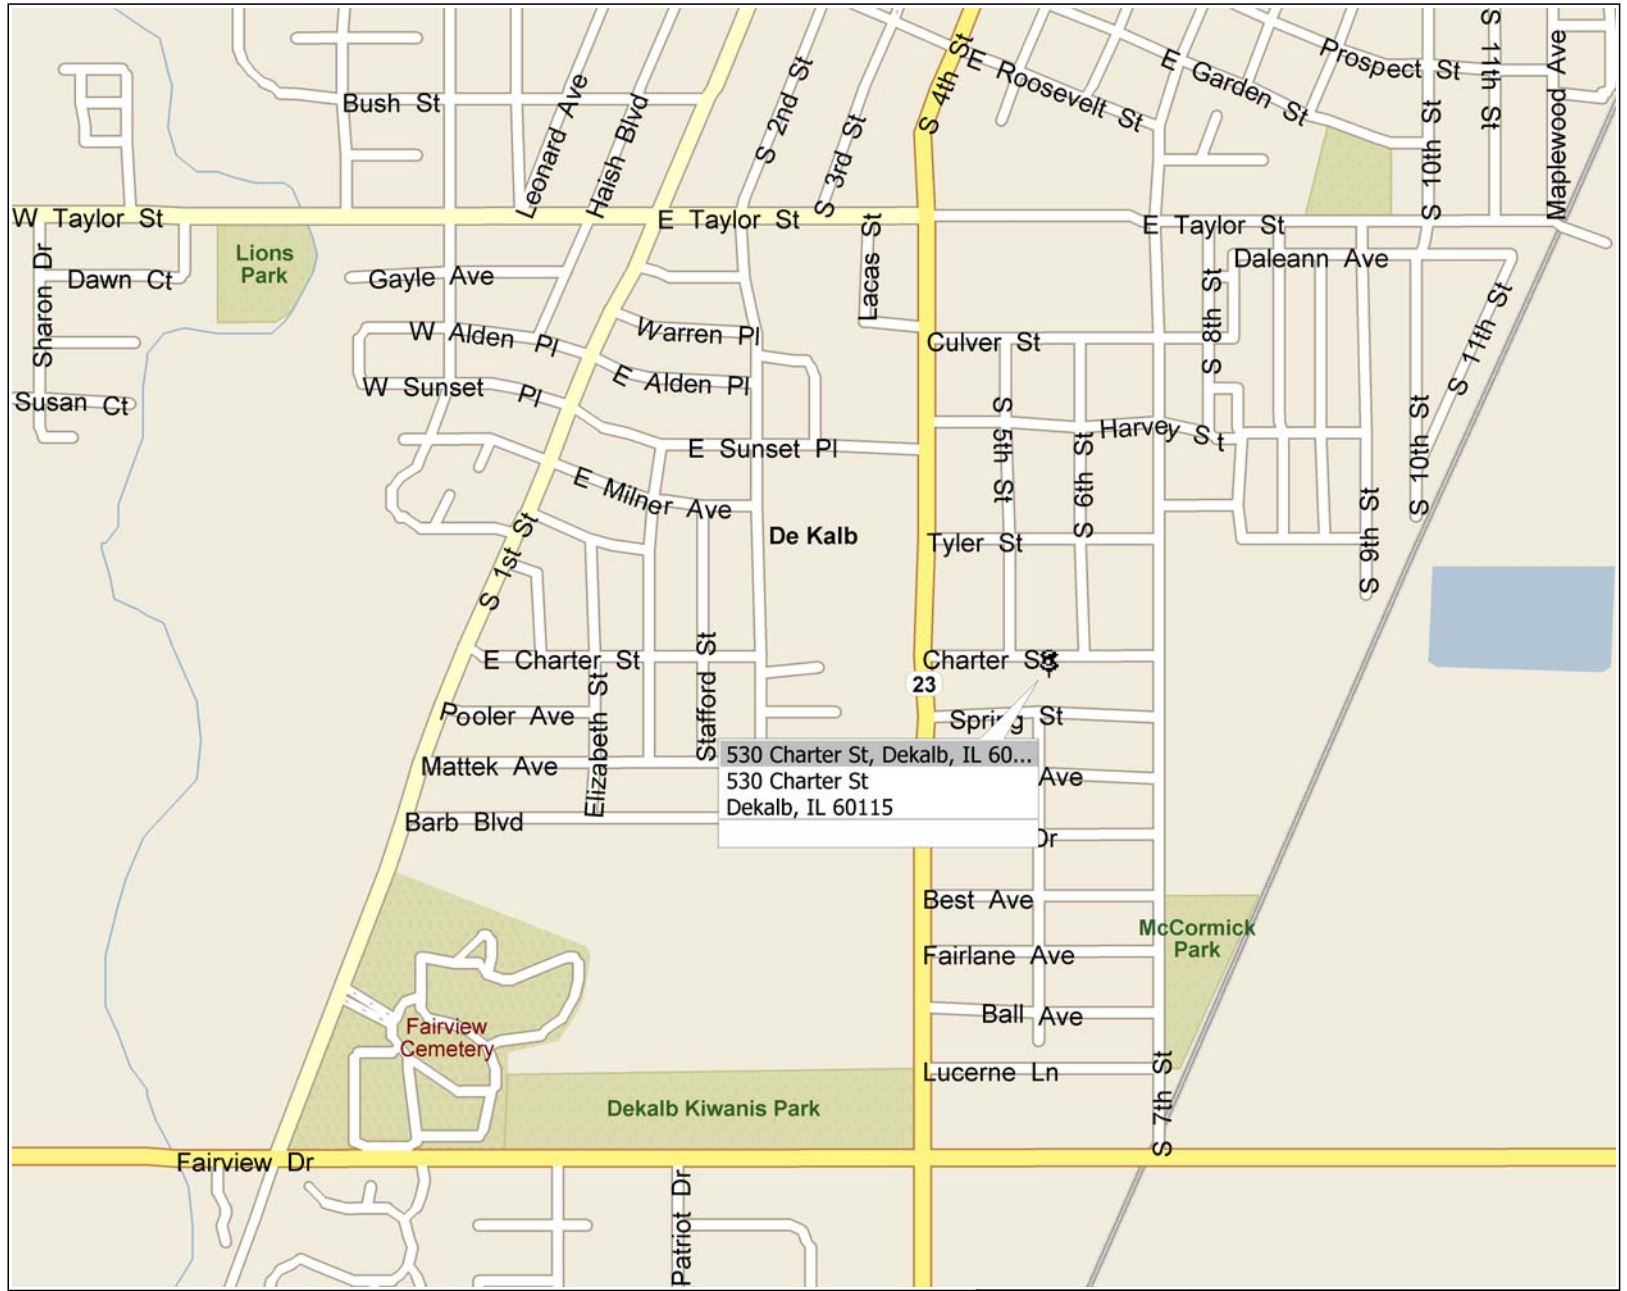 S 4th St
E Roosevelt St
E Garden St
Prospect St
S 11th St
Maplewood Ave
S 10th St
Bush St
Leonard Ave
Haish Blvd
S 2nd St
S 3rd St
W Taylor St
E Taylor St
E Taylor St
Sharon Dr
Dawn Ct
Lions
Park
Gayle Ave
Lacas St
Daleann Ave
S 8th St
S 11th St
W Alden Pl
Warren Pl
Culver St
E Alden Pl
W Sunset Pl
Susan Ct
E Sunset Pl
S 5th St
S 6th St
Harvey St
S 10th St
E Milner Ave
S 9th St
De Kalb
Tyler St
S 1st St
E Charter St
Stafford St
Charter St
23
Pooler Ave
Elizabeth St
Spring St
Mattek Ave
530 Charter St, Dekalb, IL 60...
530 Charter St
Dekalb, IL 60115
Ave
Barb Blvd
Dr
Best Ave
McCormick
Park
Fairlane Ave
Ball Ave
Fairview
Cemetery
Lucerne Ln
S 7th St
Dekalb Kiwanis Park
Fairview Dr
Patriot Dr